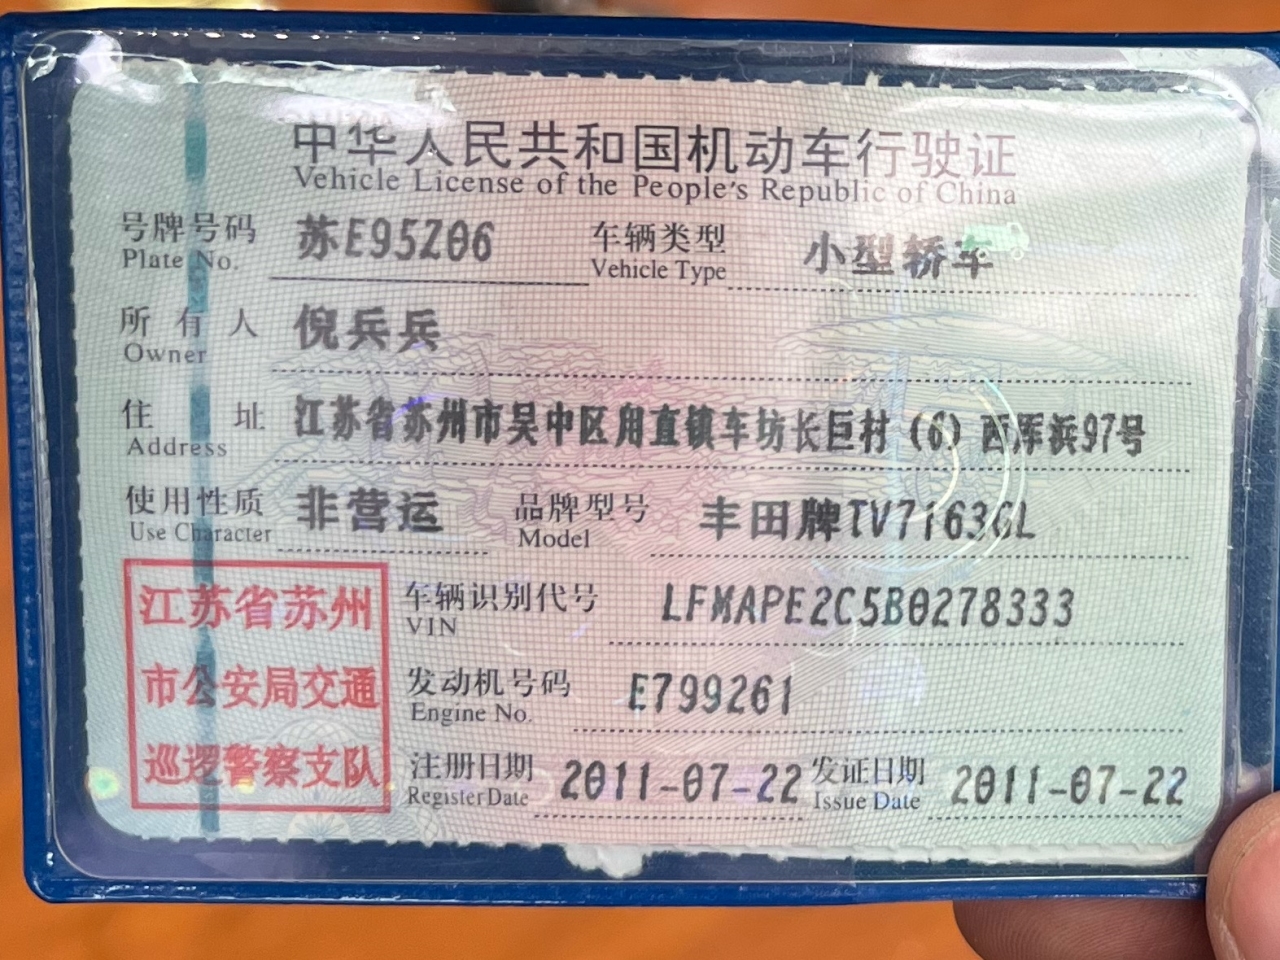 中华人民共和国机动车行驶证
Vehicle License of the People's Republic of China
号牌号码 苏E95Z06 车辆类型 小型轿车
Plate No. Vehicle Type
所有人 倪兵兵
Owner
住址 江苏省苏州市吴中区甪直镇车坊长巨村（6）西浑浜97号
Address
使用性质 非营运 品牌型号 丰田牌TV7163GL
Use Character Model
车辆识别代号 LFMAPE2C5B0278333
VIN
发动机号码 E799261
Engine No.
注册日期 2011-07-22 发证日期 2011-07-22
Register Date Issue Date
江苏省苏州
市公安局交通
巡逻警察支队